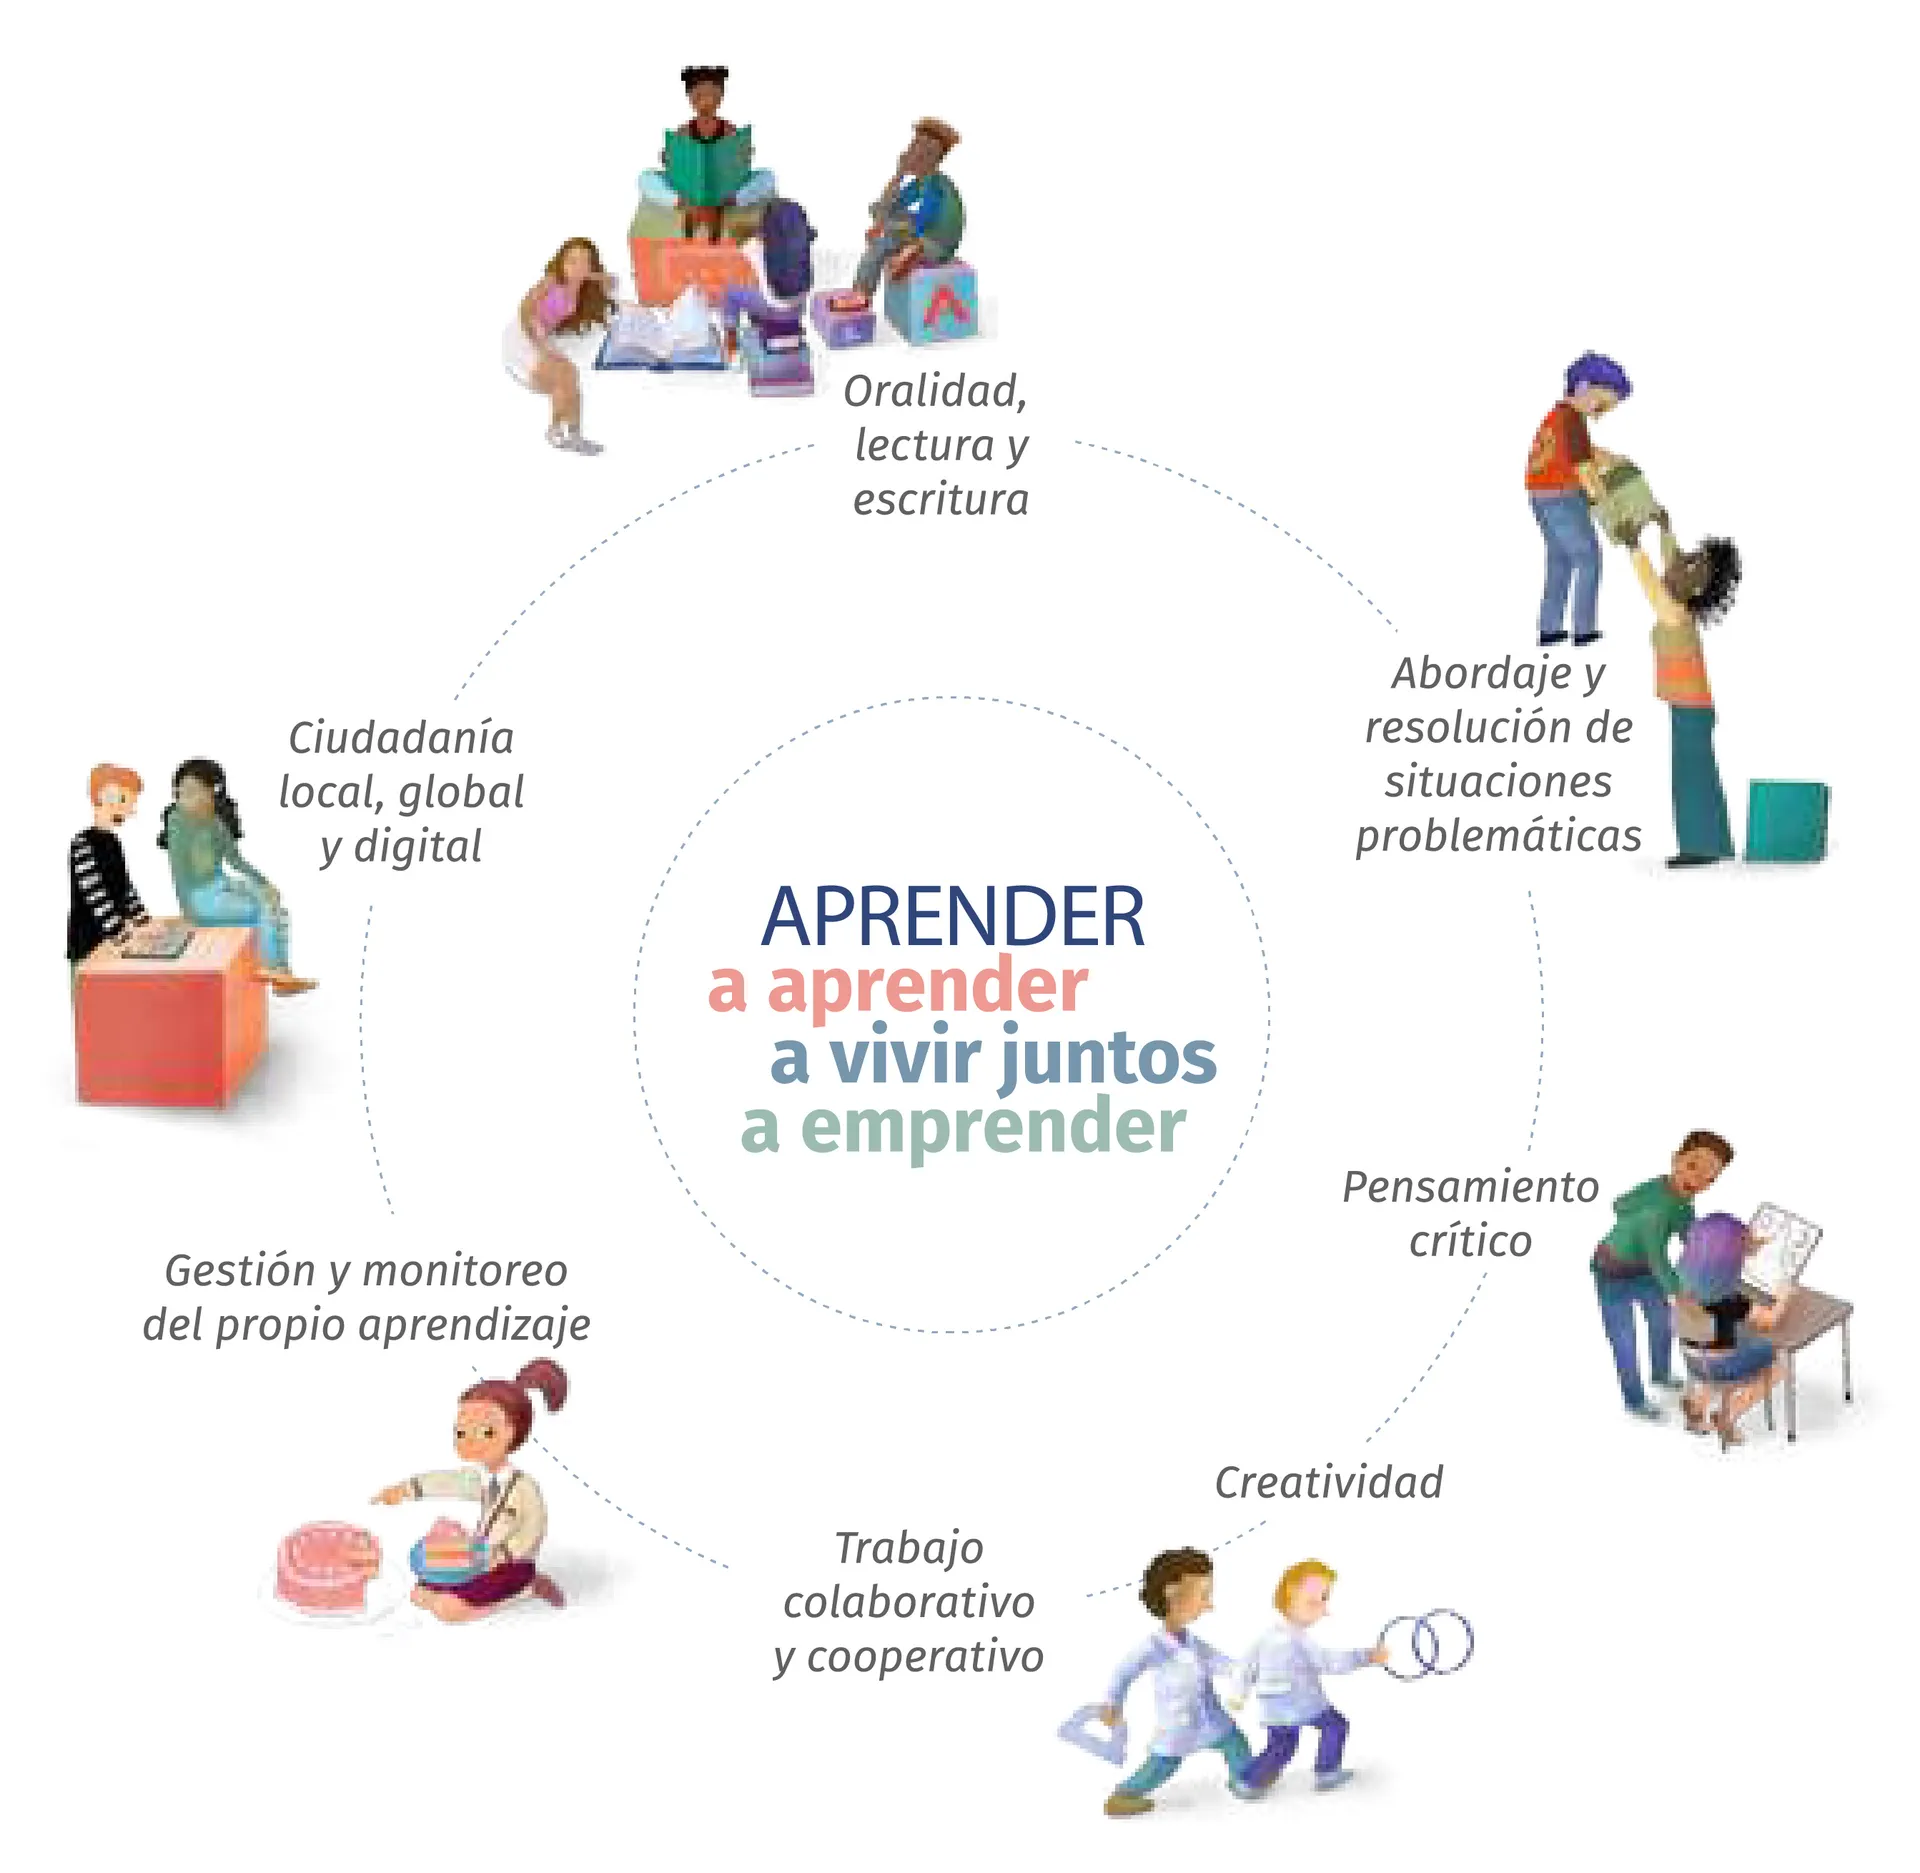 Oralidad,
lectura y
escritura
Abordaje y
resolución de
situaciones
problemáticas
Ciudadanía
local, global
y digital
APRENDER
a aprender
a vivir juntos
a emprender
Pensamiento
crítico
Gestión y monitoreo
del propio aprendizaje
Creatividad
Trabajo
colaborativo
y cooperativo
A